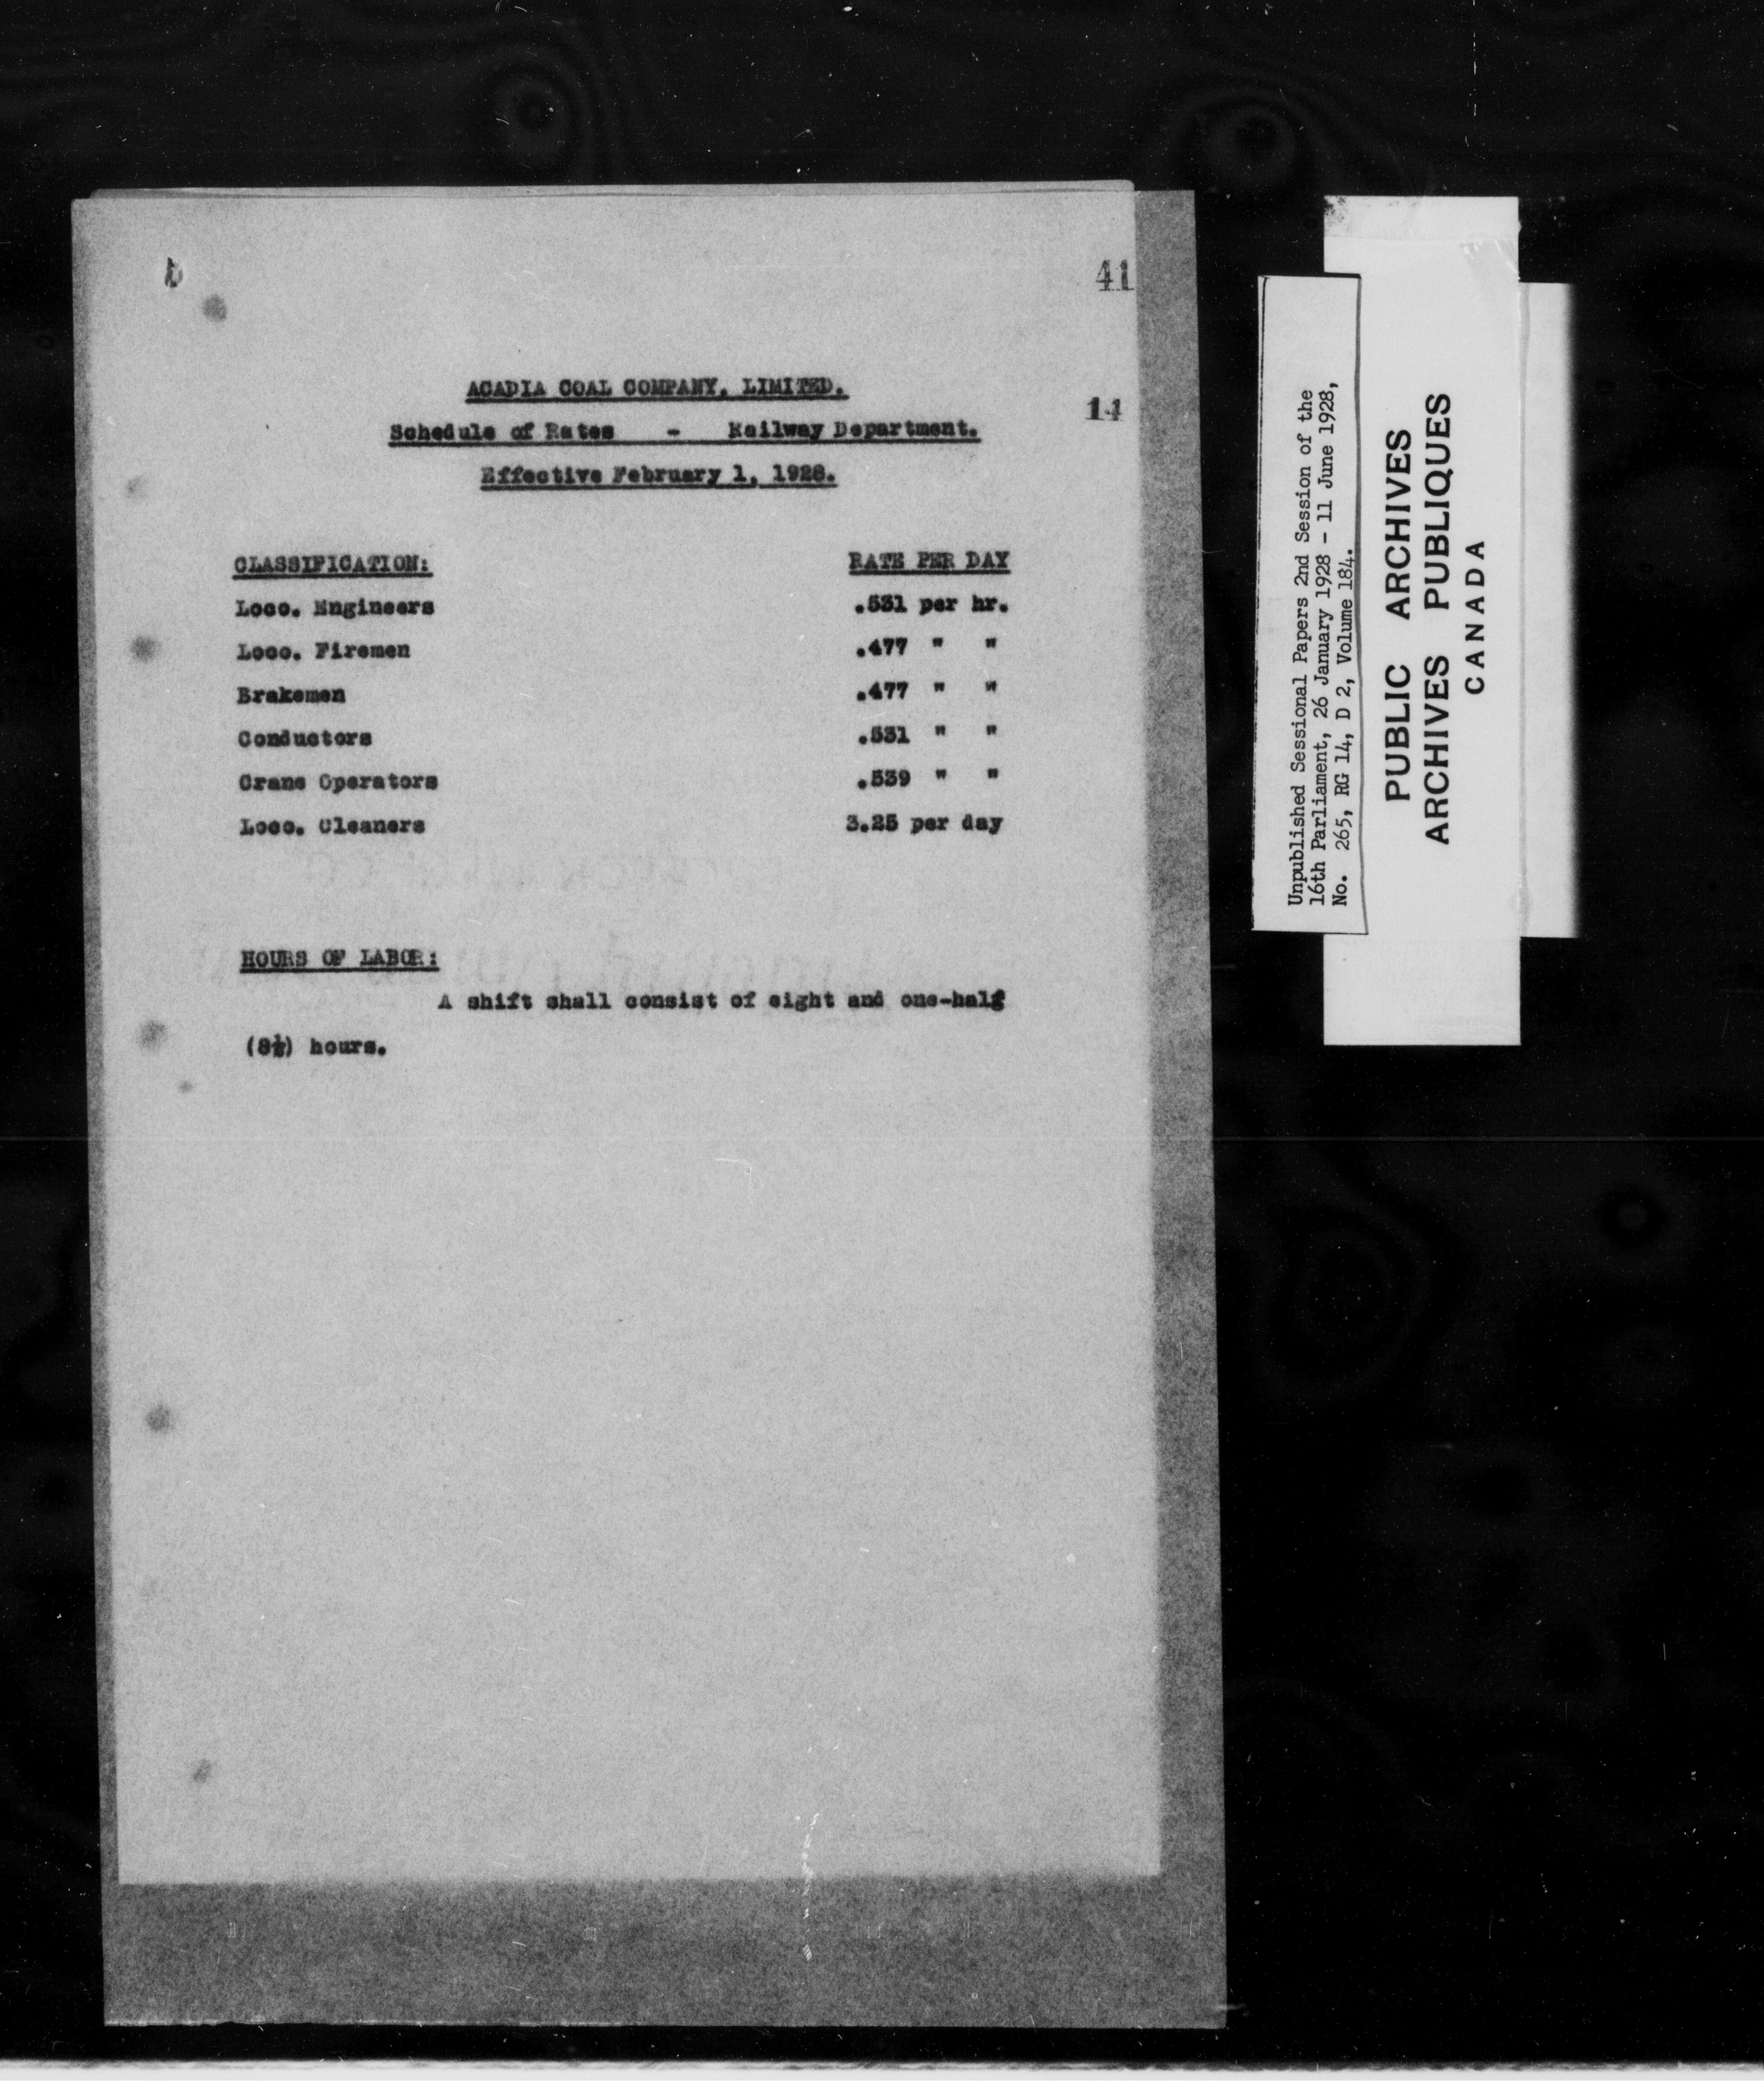 41
ACADIA COAL COMPANY, LIMITED.
14
Schedule of Rates - Railway Department.
Effective February 1, 1928.
CLASSIFICATION: RATE PER DAY
Loco. Engineers .531 per hr.
Loco. Firemen .477 " "
Brakemen .477 " "
Conductors .531 " "
Crane Operators .539 " "
Loco. Cleaners 3.25 per day
HOURS OF LABOR:
A shift shall consist of eight and one-half
(8½) hours.
Unpublished Sessional Papers 2nd Session of the
16th Parliament, 26 January 1928 - 11 June 1928,
No. 265, RG 14, D 2, Volume 184.
PUBLIC ARCHIVES
ARCHIVES PUBLIQUES
CANADA